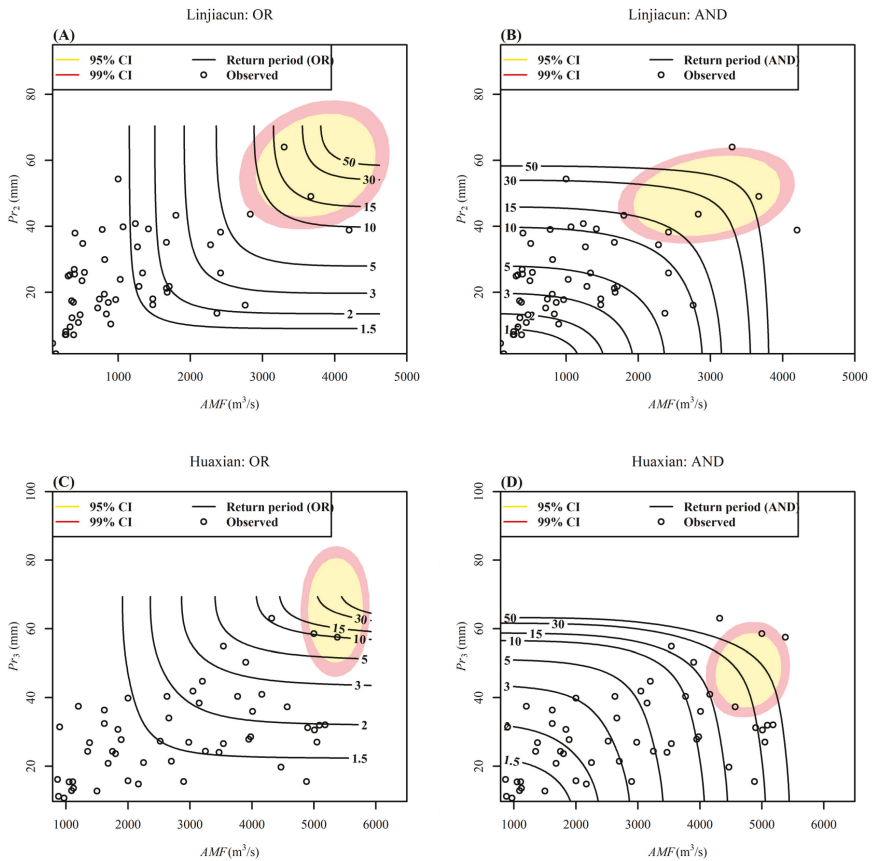 Linjiacun: OR
(A)
95% CI
99% CI
Return period (OR)
Observed
80
60
40
20
Pr2 (mm)
50
30
15
10
5
3
2
1.5
1000 2000 3000 4000 5000
AMF(m3/s)
Linjiacun: AND
(B)
95% CI
99% CI
Return period (AND)
Observed
80
60
40
20
Pr2 (mm)
50
30
15
10
5
3
2
0 1000 2000 3000 4000 5000
AMF(m3/s)
Huaxian: OR
(C)
95% CI
99% CI
Return period (OR)
Observed
100
80
60
40
20
Pr3 (mm)
30
15
10
5
3
2
1.5
1000 2000 3000 4000 5000 6000
AMF(m3/s)
Huaxian: AND
(D)
95% CI
99% CI
Return period (AND)
Observed
100
80
60
40
20
Pr3 (mm)
50
30
15
10
5
3
2
1.5
1000 2000 3000 4000 5000 6000
AMF(m3/s)